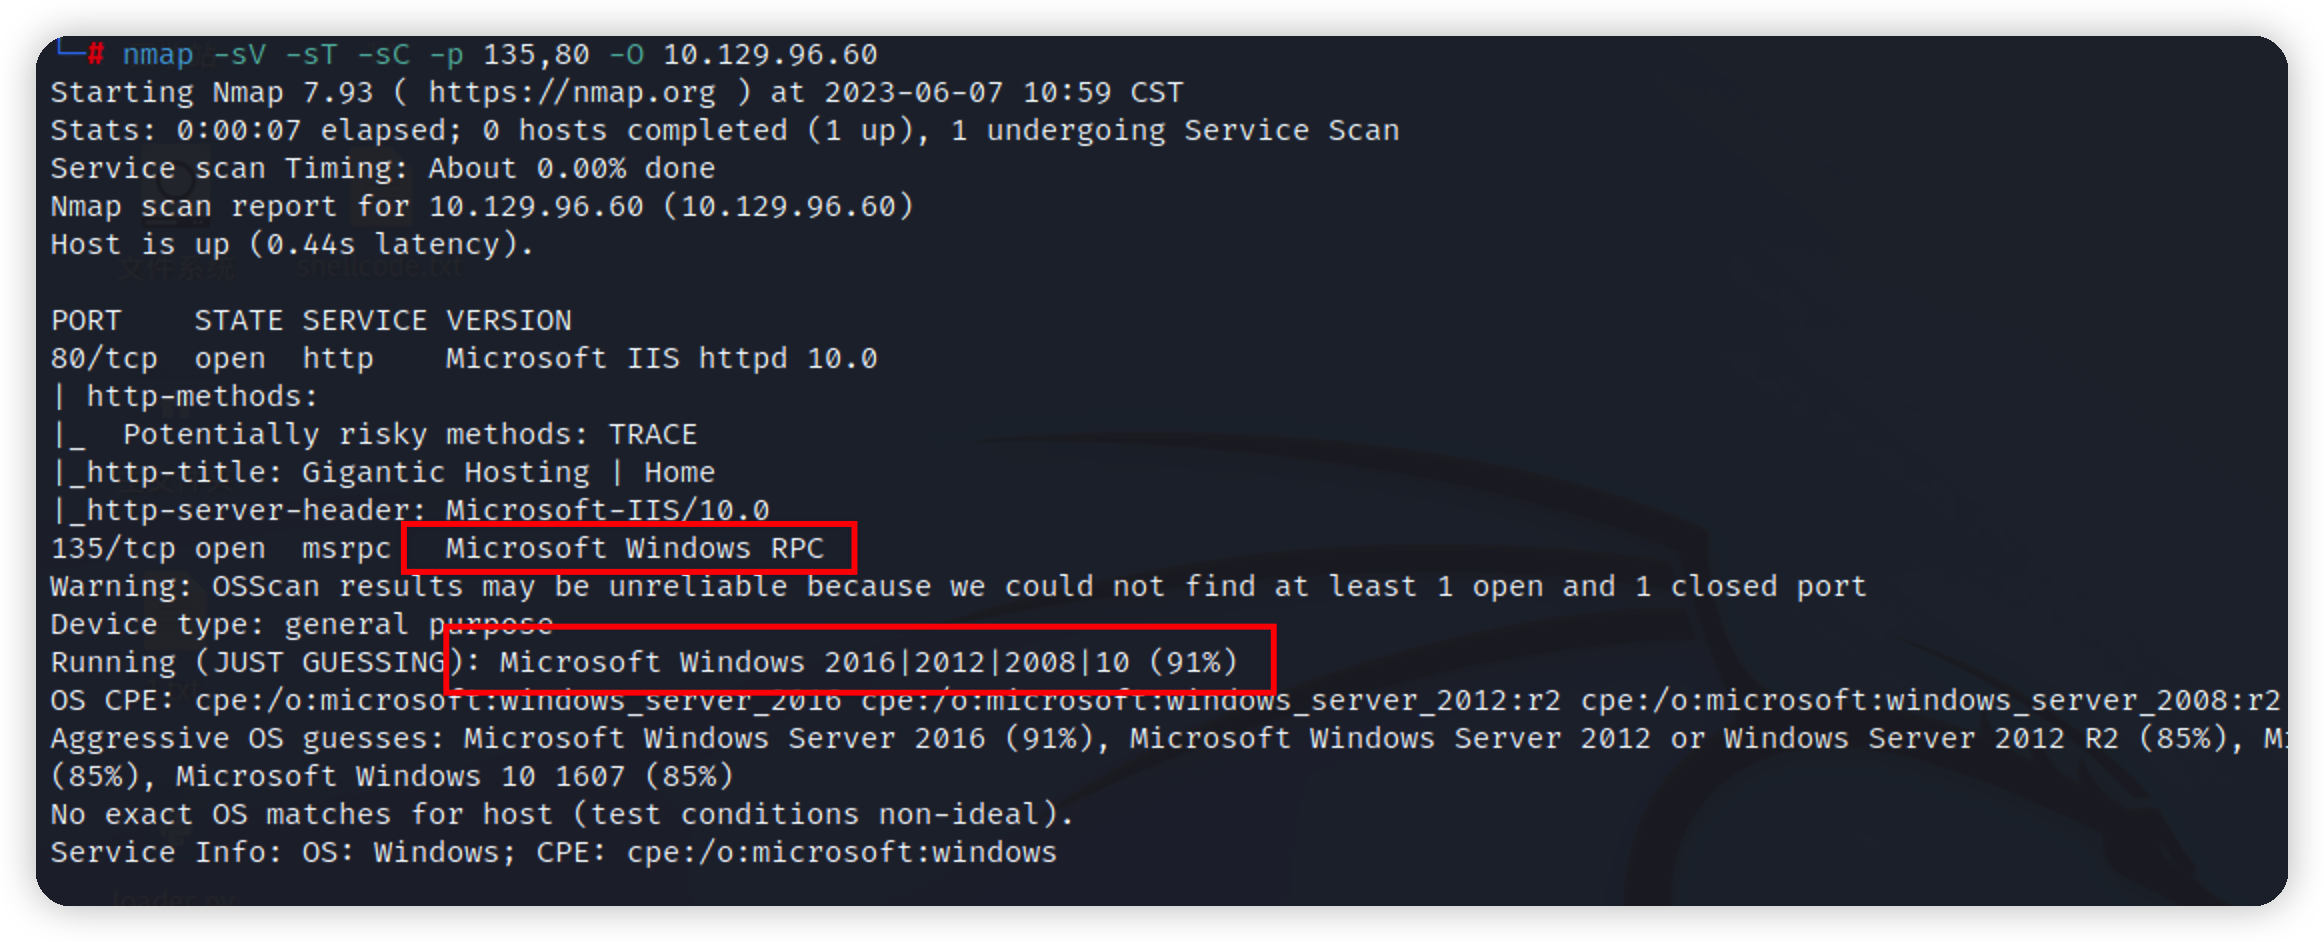 └─# nmap -sV -sT -sC -p 135,80 -O 10.129.96.60
Starting Nmap 7.93 ( https://nmap.org ) at 2023-06-07 10:59 CST
Stats: 0:00:07 elapsed; 0 hosts completed (1 up), 1 undergoing Service Scan
Service scan Timing: About 0.00% done
Nmap scan report for 10.129.96.60 (10.129.96.60)
Host is up (0.44s latency).
文件系统 shellcode.txt
PORT    STATE SERVICE VERSION
80/tcp  open  http    Microsoft IIS httpd 10.0
| http-methods:
|_  Potentially risky methods: TRACE
|_http-title: Gigantic Hosting | Home
|_http-server-header: Microsoft-IIS/10.0
135/tcp open  msrpc   Microsoft Windows RPC
Warning: OSScan results may be unreliable because we could not find at least 1 open and 1 closed port
Device type: general purpose
Running (JUST GUESSING): Microsoft Windows 2016|2012|2008|10 (91%)
OS CPE: cpe:/o:microsoft:windows_server_2016 cpe:/o:microsoft:windows_server_2012:r2 cpe:/o:microsoft:windows_server_2008:r2
Aggressive OS guesses: Microsoft Windows Server 2016 (91%), Microsoft Windows Server 2012 or Windows Server 2012 R2 (85%),
(85%), Microsoft Windows 10 1607 (85%)
No exact OS matches for host (test conditions non-ideal).
Service Info: OS: Windows; CPE: cpe:/o:microsoft:windows
loader.py